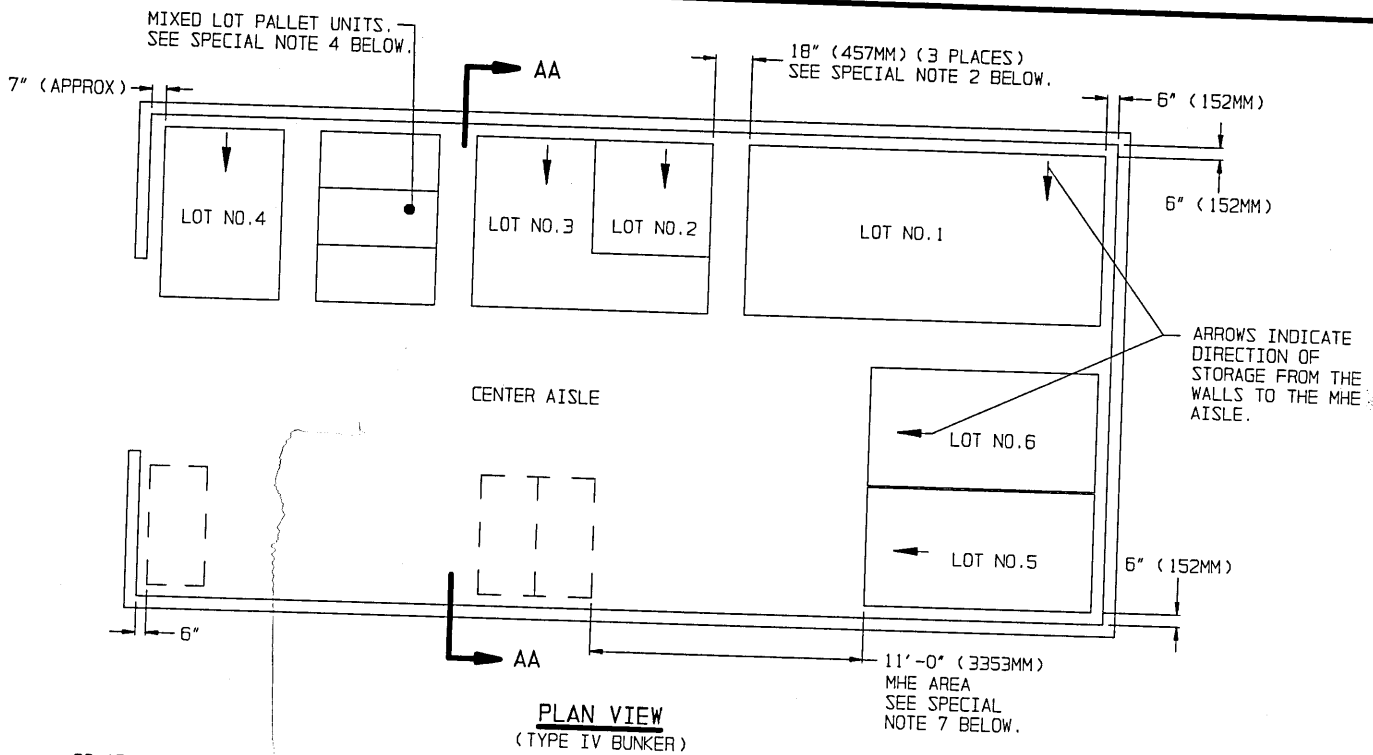 MIXED LOT PALLET UNITS.
SEE SPECIAL NOTE 4 BELOW.
AA
18" (457MM) (3 PLACES)
SEE SPECIAL NOTE 2 BELOW.
7" (APPROX)
6" (152MM)
6" (152MM)
LOT NO.4
LOT NO.3
LOT NO.2
LOT NO.1
ARROWS INDICATE
DIRECTION OF
STORAGE FROM THE
WALLS TO THE MHE
AISLE.
CENTER AISLE
LOT NO.6
LOT NO.5
6" (152MM)
6"
AA
11'-0" (3353MM)
MHE AREA
SEE SPECIAL
NOTE 7 BELOW.
PLAN VIEW
(TYPE IV BUNKER)